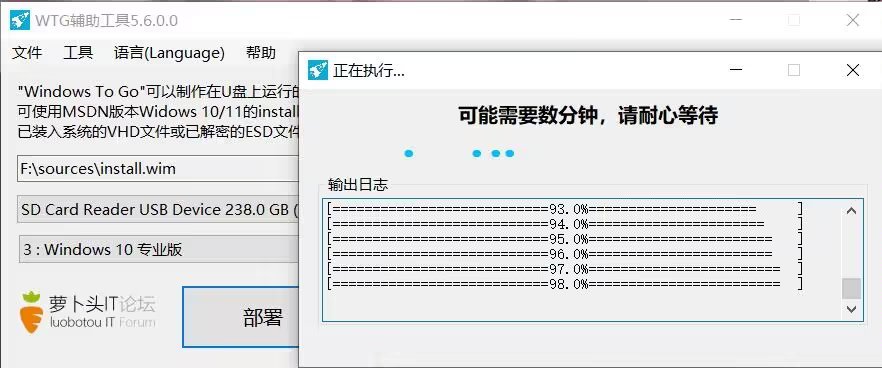 WTG辅助工具5.6.0.0
文件 工具 语言(Language) 帮助
"Windows To Go"可以制作在U盘上运行的
可使用MSDN版本Widows 10/11的install
已装入系统的VHD文件或已解密的ESD文件
F:\sources\install.wim
SD Card Reader USB Device 238.0 GB (
3 : Windows 10 专业版
萝卜头IT论坛
luobotou IT Forum
部署
正在执行...
可能需要数分钟，请耐心等待
输出日志
[===========================93.0%===================== ]
[===========================94.0%====================== ]
[===========================95.0%======================= ]
[===========================96.0%======================= ]
[===========================97.0%======================== ]
[===========================98.0%======================== ]